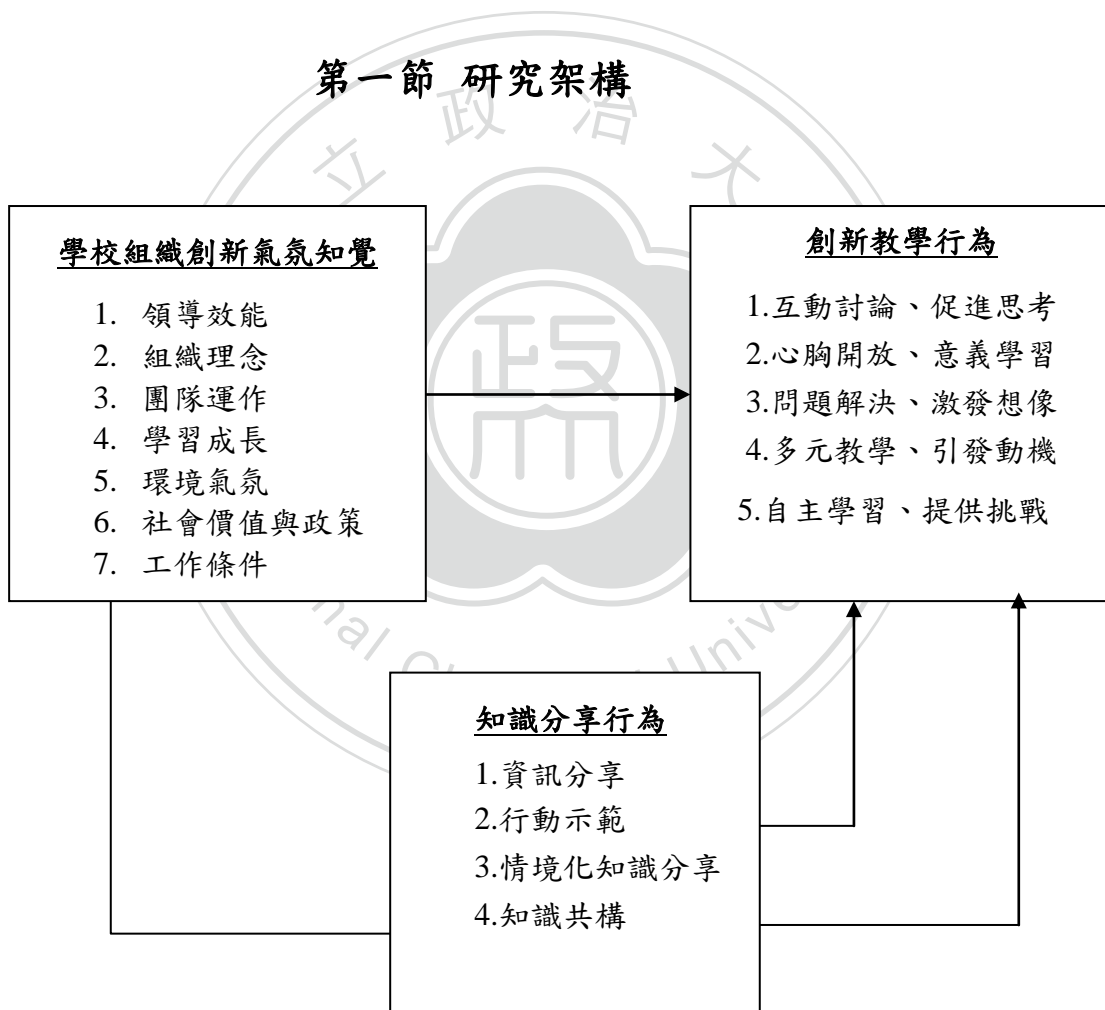 第一節 研究架構
立政治大
學校組織創新氣氛知覺
1. 領導效能
2. 組織理念
3. 團隊運作
4. 學習成長
5. 環境氣氛
6. 社會價值與政策
7. 工作條件
創新教學行為
1.互動討論、促進思考
2.心胸開放、意義學習
3.問題解決、激發想像
4.多元教學、引發動機
5.自主學習、提供挑戰
政大
知識分享行為
1.資訊分享
2.行動示範
3.情境化知識分享
4.知識共構